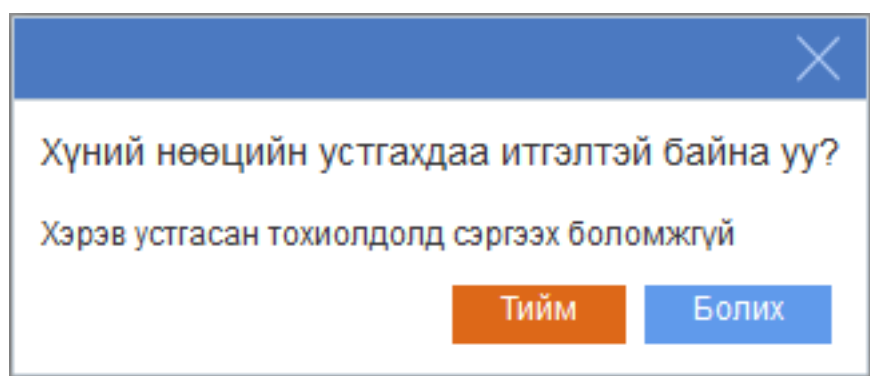 Хүний нөөцийн устгахдаа итгэлтэй байна уу?
Хэрэв устгасан тохиолдолд сэргээх боломжгүй
Тийм Болих